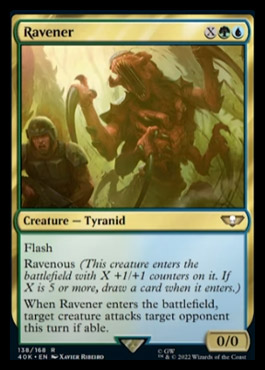 Ravener X
Creature — Tyranid
Flash
Ravenous (This creature enters the
battlefield with X +1/+1 counters on it. If
X is 5 or more, draw a card when it enters.)
When Ravener enters the battlefield,
target creature attacks target opponent
this turn if able.
0/0
138/168 R
40K • EN XAVIER RIBEIRO
© GW
™ & © 2022 Wizards of the Coast